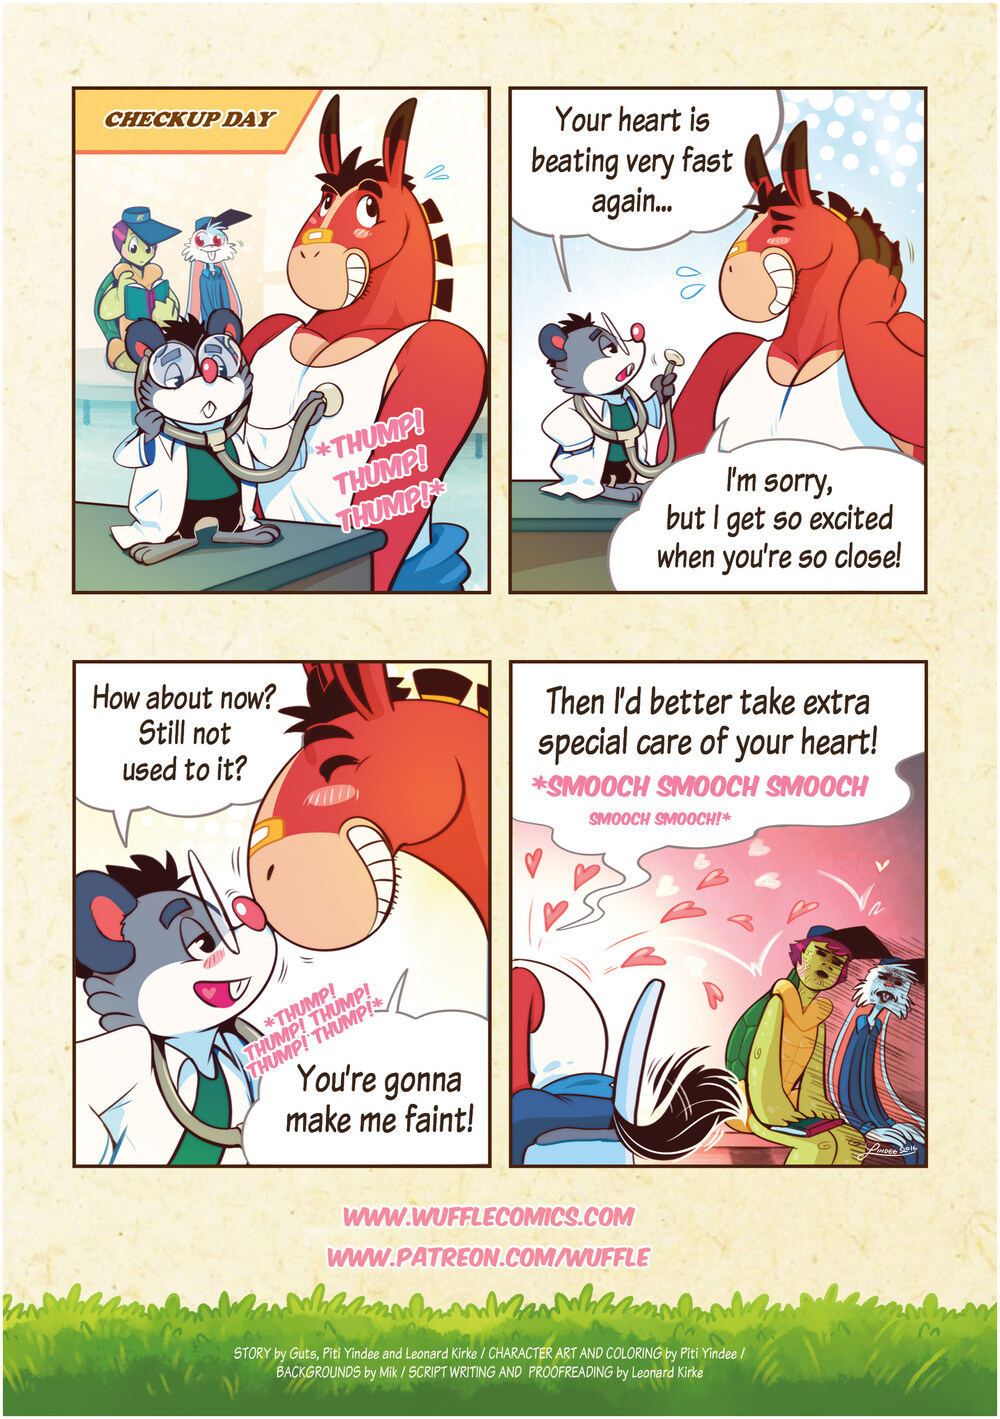 CHECKUP DAY
*THUMP!
THUMP!
THUMP!*
Your heart is
beating very fast
again...
I'm sorry,
but I get so excited
when you're so close!
How about now?
Still not
used to it?
*THUMP!
THUMP! THUMP!
THUMP! THUMP!*
You're gonna
make me faint!
Then I'd better take extra
special care of your heart!
*SMOOCH SMOOCH SMOOCH
SMOOCH SMOOCH!*
YINDEE 2016
WWW.WUFFLECOMICS.COM
WWW.PATREON.COM/WUFFLE
STORY by Guts, Piti Yindee and Leonard Kirke / CHARACTER ART AND COLORING by Piti Yindee /
BACKGROUNDS by Mik / SCRIPT WRITING AND PROOFREADING by Leonard Kirke